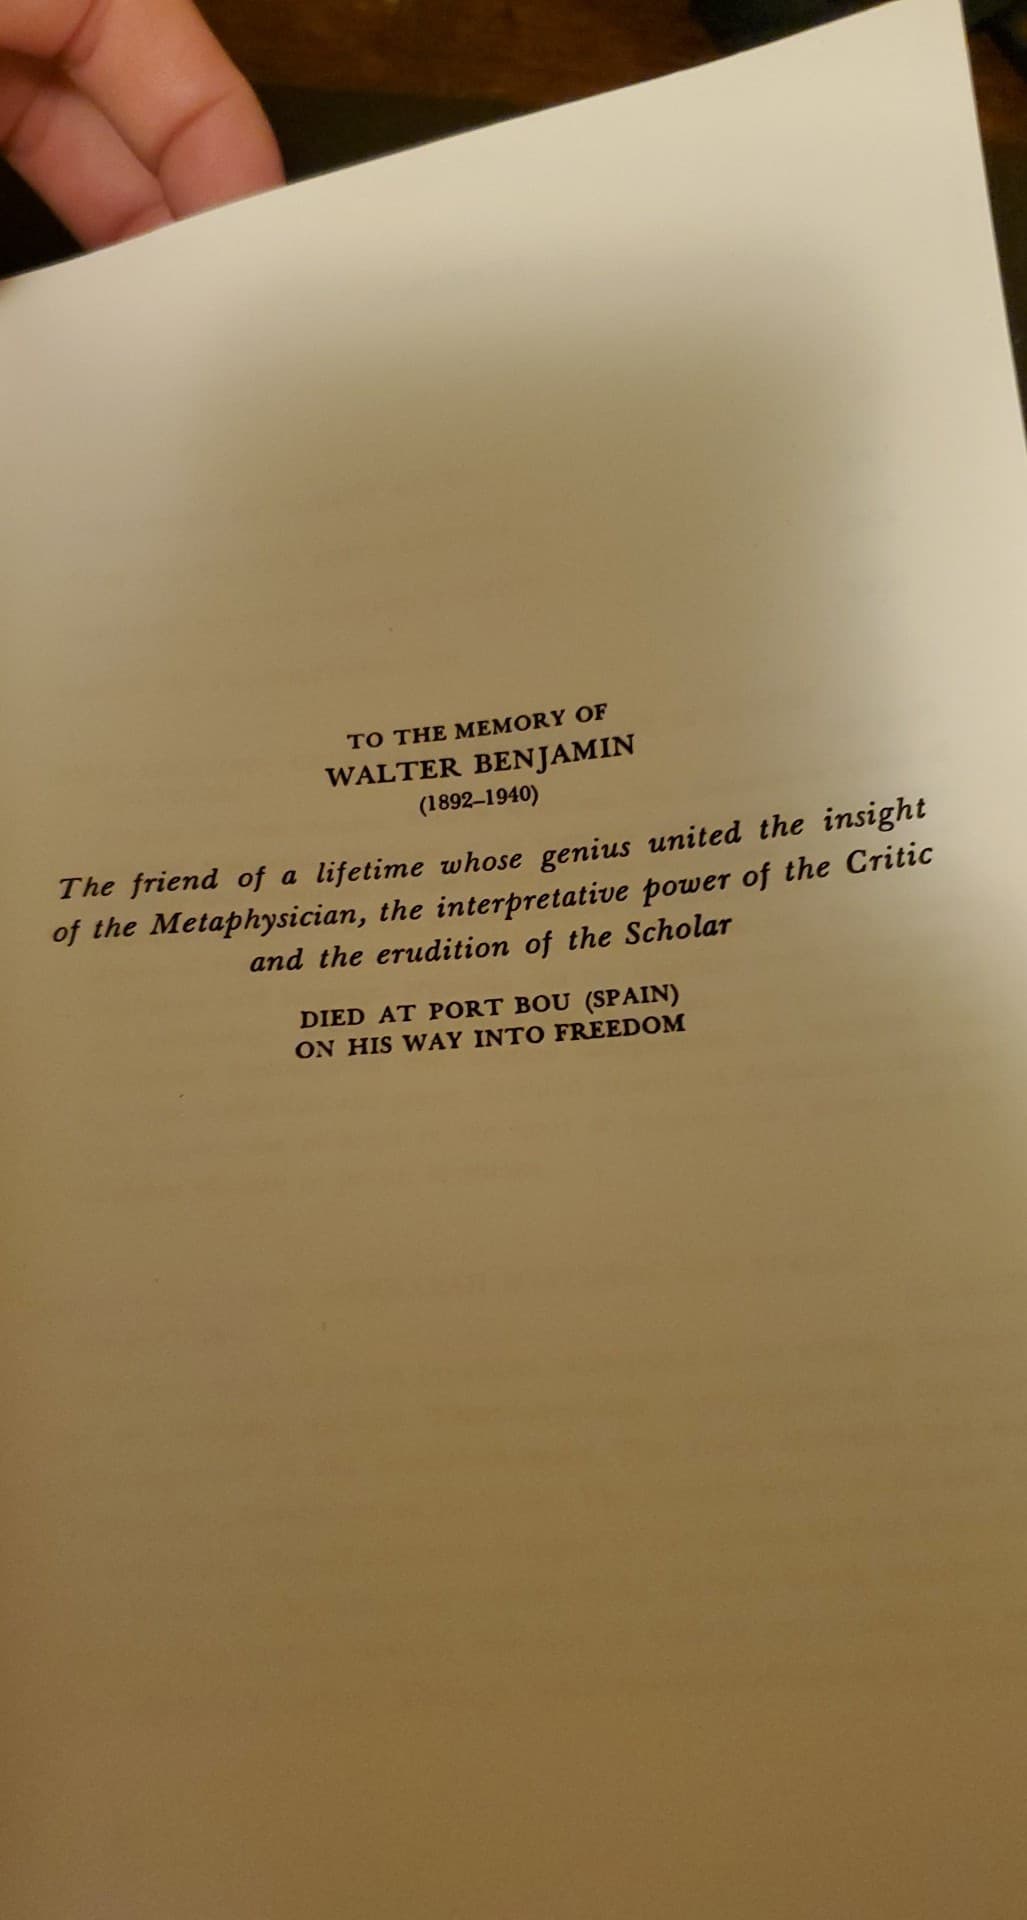 TO THE MEMORY OF
WALTER BENJAMIN
(1892–1940)
The friend of a lifetime whose genius united the insight
of the Metaphysician, the interpretative power of the Critic
and the erudition of the Scholar
DIED AT PORT BOU (SPAIN)
ON HIS WAY INTO FREEDOM